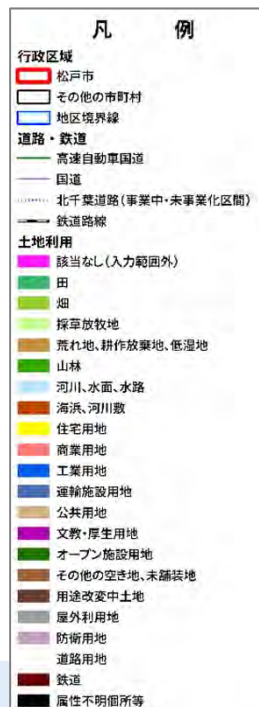 凡 例
行政区域
松戸市
その他の市町村
地区境界線
道路・鉄道
高速自動車国道
国道
北千葉道路(事業中・未事業化区間)
鉄道路線
土地利用
該当なし(入力範囲外)
田
畑
採草放牧地
荒れ地、耕作放棄地、低湿地
山林
河川、水面、水路
海浜、河川敷
住宅用地
商業用地
工業用地
運輸施設用地
公共用地
文教・厚生用地
オープン施設用地
その他の空き地、未舗装地
用途改変中土地
屋外利用地
防衛用地
道路用地
鉄道
属性不明個所等